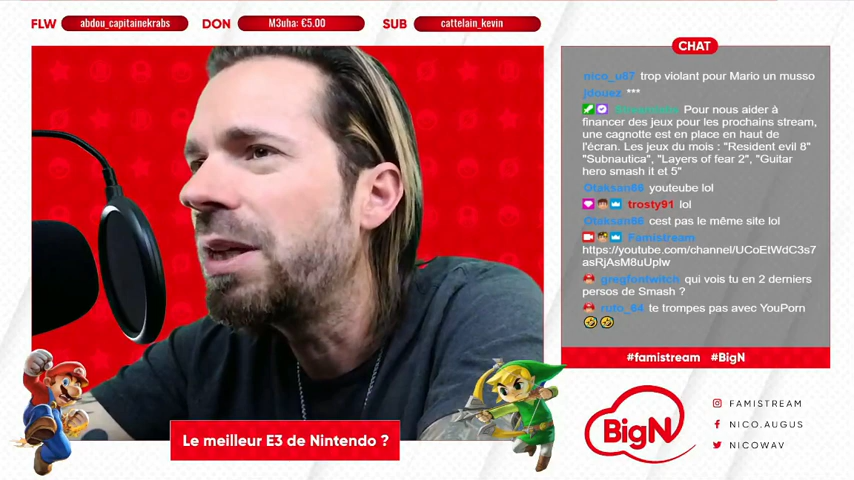 FLW abdou_capitainekrabs DON M3uha: €5.00 SUB cattelain_kevin
CHAT
nico_u87 trop violant pour Mario un musso
jdouez ***
Pour nous aider à
financer des jeux pour les prochains stream,
une cagnotte est en place en haut de
l'écran. Les jeux du mois : "Resident evil 8"
"Subnautica", "Layers of fear 2", "Guitar
hero smash it et 5"
Otaksan66 youteube lol
trosty91 lol
Otaksan66 cest pas le même site lol
Famistream
https://youtube.com/channel/UCoEtWdC3s7
asRjAsM8uUplw
gregfontwitch qui vois tu en 2 derniers
persos de Smash ?
ruto_64 te trompes pas avec YouPorn
#famistream #BigN
Le meilleur E3 de Nintendo ?
BigN
FAMISTREAM
NICO.AUGUS
NICOWAV